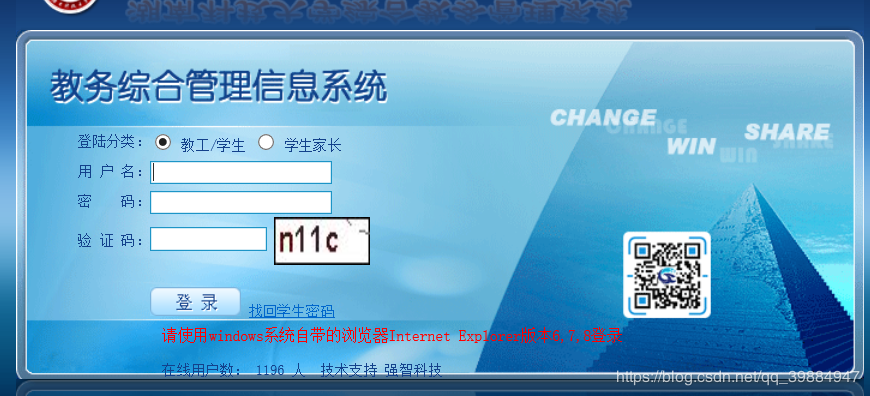 教务综合管理信息系统
CHANGE
WIN
SHARE
登陆分类: 教工/学生 学生家长
用 户 名:
密 码:
验 证 码: n11c
登 录 找回学生密码
请使用windows系统自带的浏览器Internet Explorer版本6.7.8登录
在线用户数: 1196 人 技术支持 强智科技
https://blog.csdn.net/qq_39884947